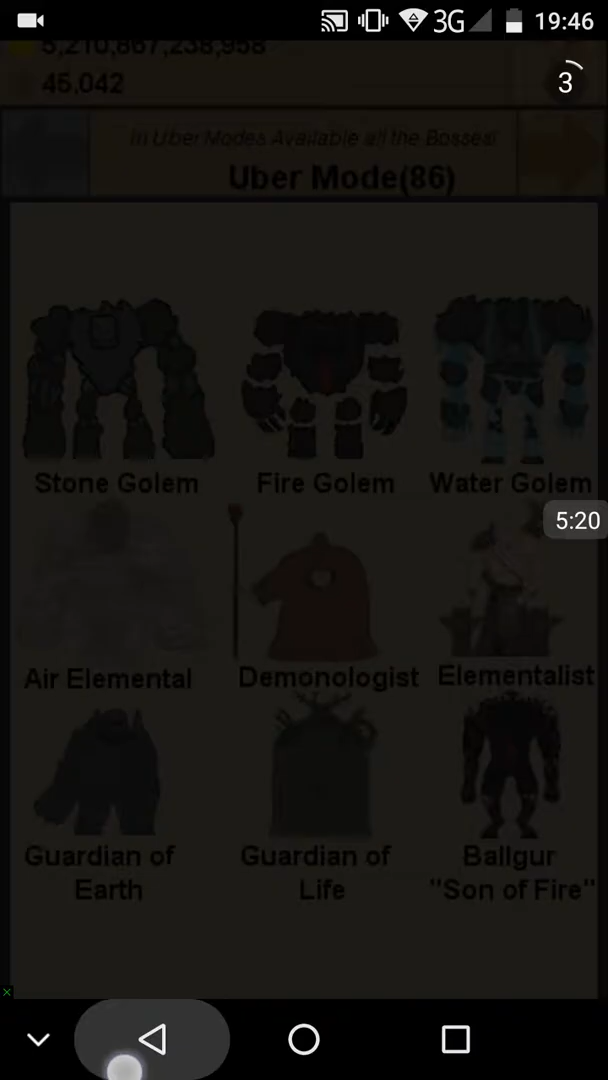 3G 19:46
5,210,867,238,958
45,042
3
In Uber Modes Available all the Bosses!
Uber Mode(86)
Stone Golem Fire Golem Water Golem
5:20
Air Elemental Demonologist Elementalist
Guardian of Earth
Guardian of Life
Ballgur "Son of Fire"